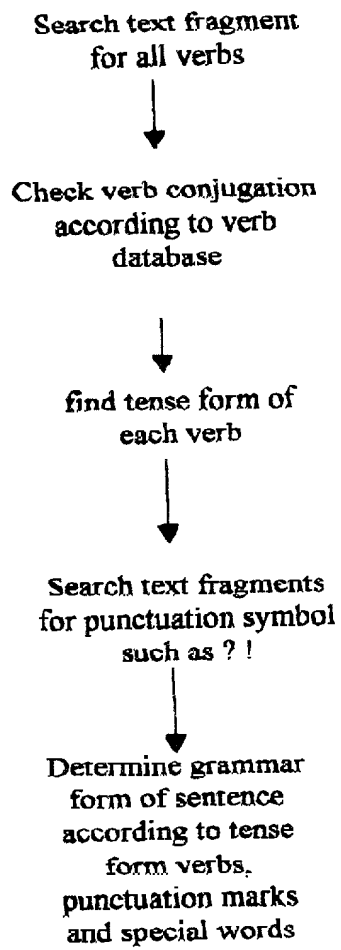 Search text fragment
for all verbs
Check verb conjugation
according to verb
database
find tense form of
each verb
Search text fragments
for punctuation symbol
such as ? !
Determine grammar
form of sentence
according to tense
form verbs,
punctuation marks
and special words